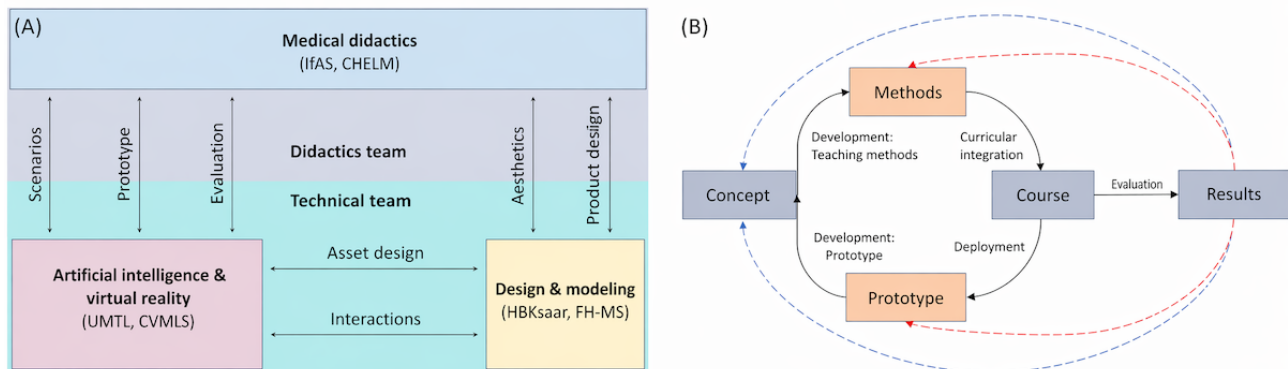 (A)
Medical didactics
(IfAS, CHELM)
Scenarios
Prototype
Evaluation
Aesthetics
Product design
Didactics team
Technical team
Artificial intelligence &
virtual reality
(UMTL, CVMLS)
Asset design
Interactions
Design & modeling
(HBKsaar, FH-MS)
(B)
Methods
Development:
Teaching methods
Curricular
integration
Concept
Course
Evaluation
Results
Development:
Prototype
Deployment
Prototype